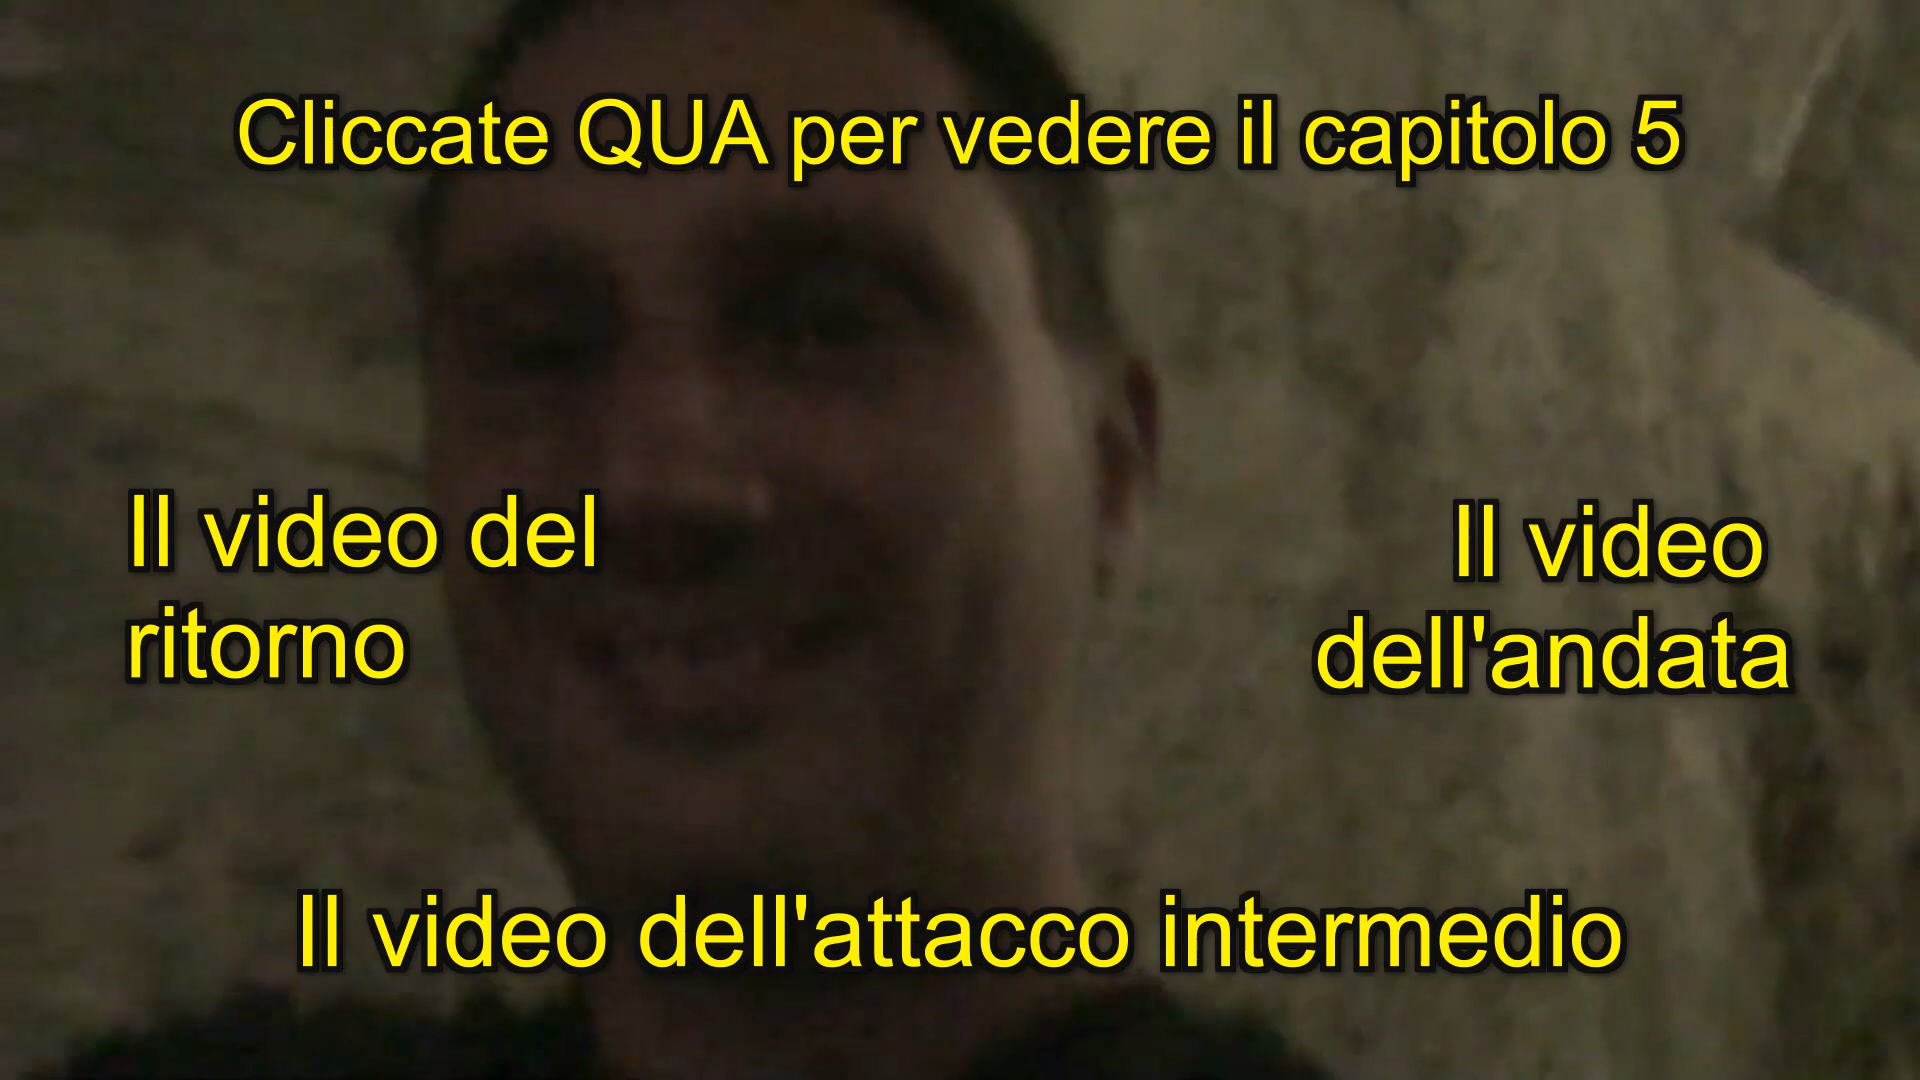 Cliccate QUA per vedere il capitolo 5
Il video del
ritorno
Il video
dell'andata
Il video dell'attacco intermedio